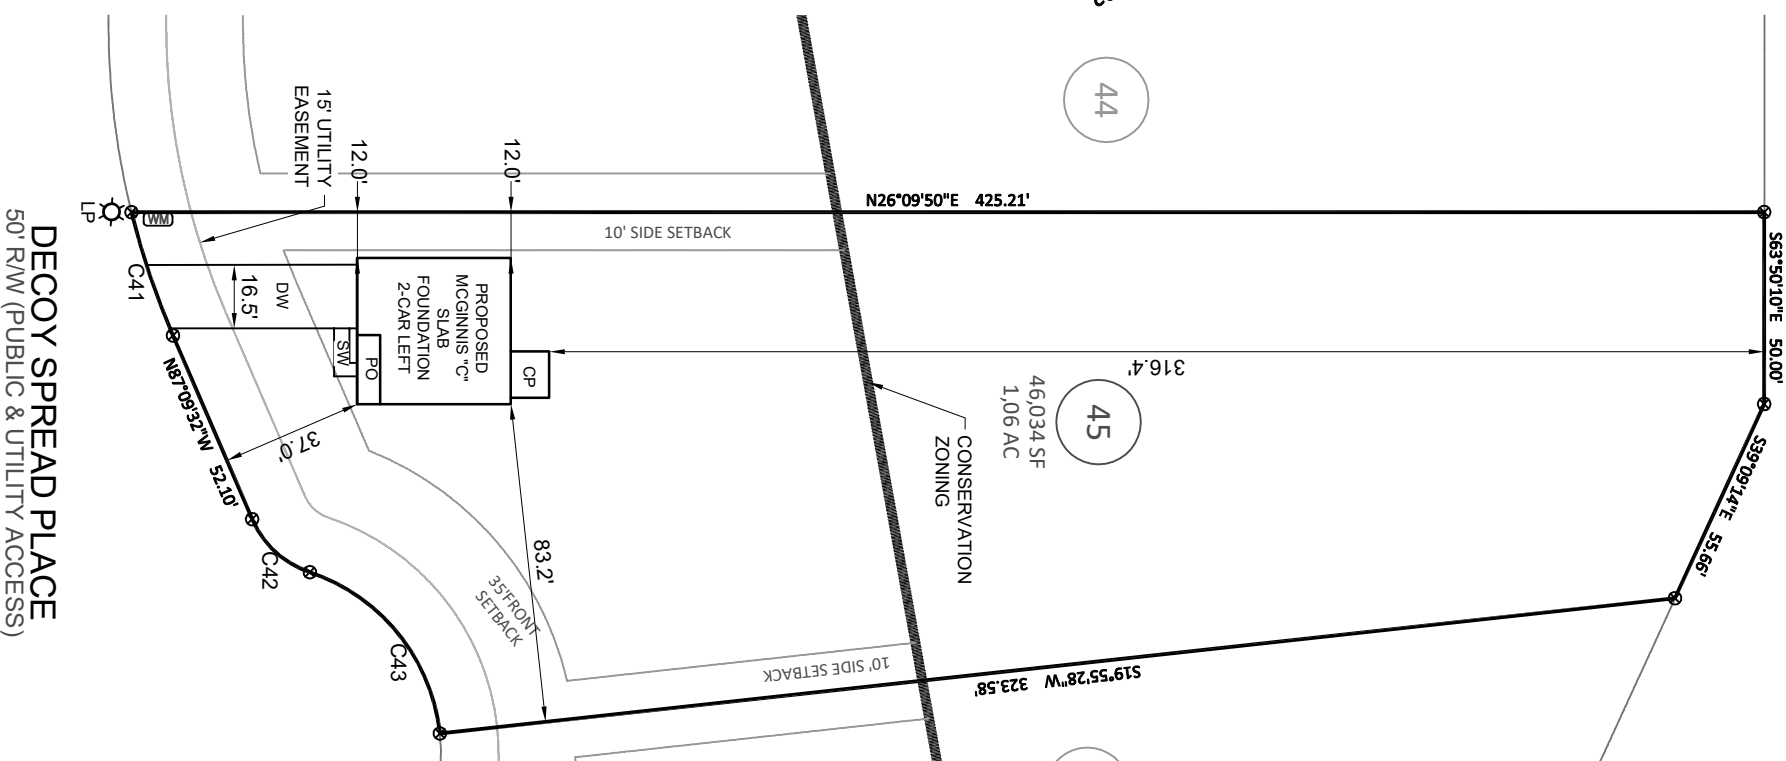 44
15' UTILITY
EASEMENT
12.0'
12.0'
N26°09'50"E 425.21'
S63°50'10"E 50.00'
LP
WM
10' SIDE SETBACK
C41
16.5'
DW
PROPOSED
MCGINNIS "C"
SLAB
FOUNDATION
2-CAR LEFT
SW
PO
CP
316.4'
45
46,034 SF
1,06 AC
CONSERVATION
ZONING
S39°09'14"E 55.66'
N87°09'32"W 52.10'
37.0'
83.2'
C42
35'FRONT
SETBACK
C43
10' SIDE SETBACK
S19°55'28"W 323.58'
DECOY SPREAD PLACE
50' R/W (PUBLIC & UTILITY ACCESS)